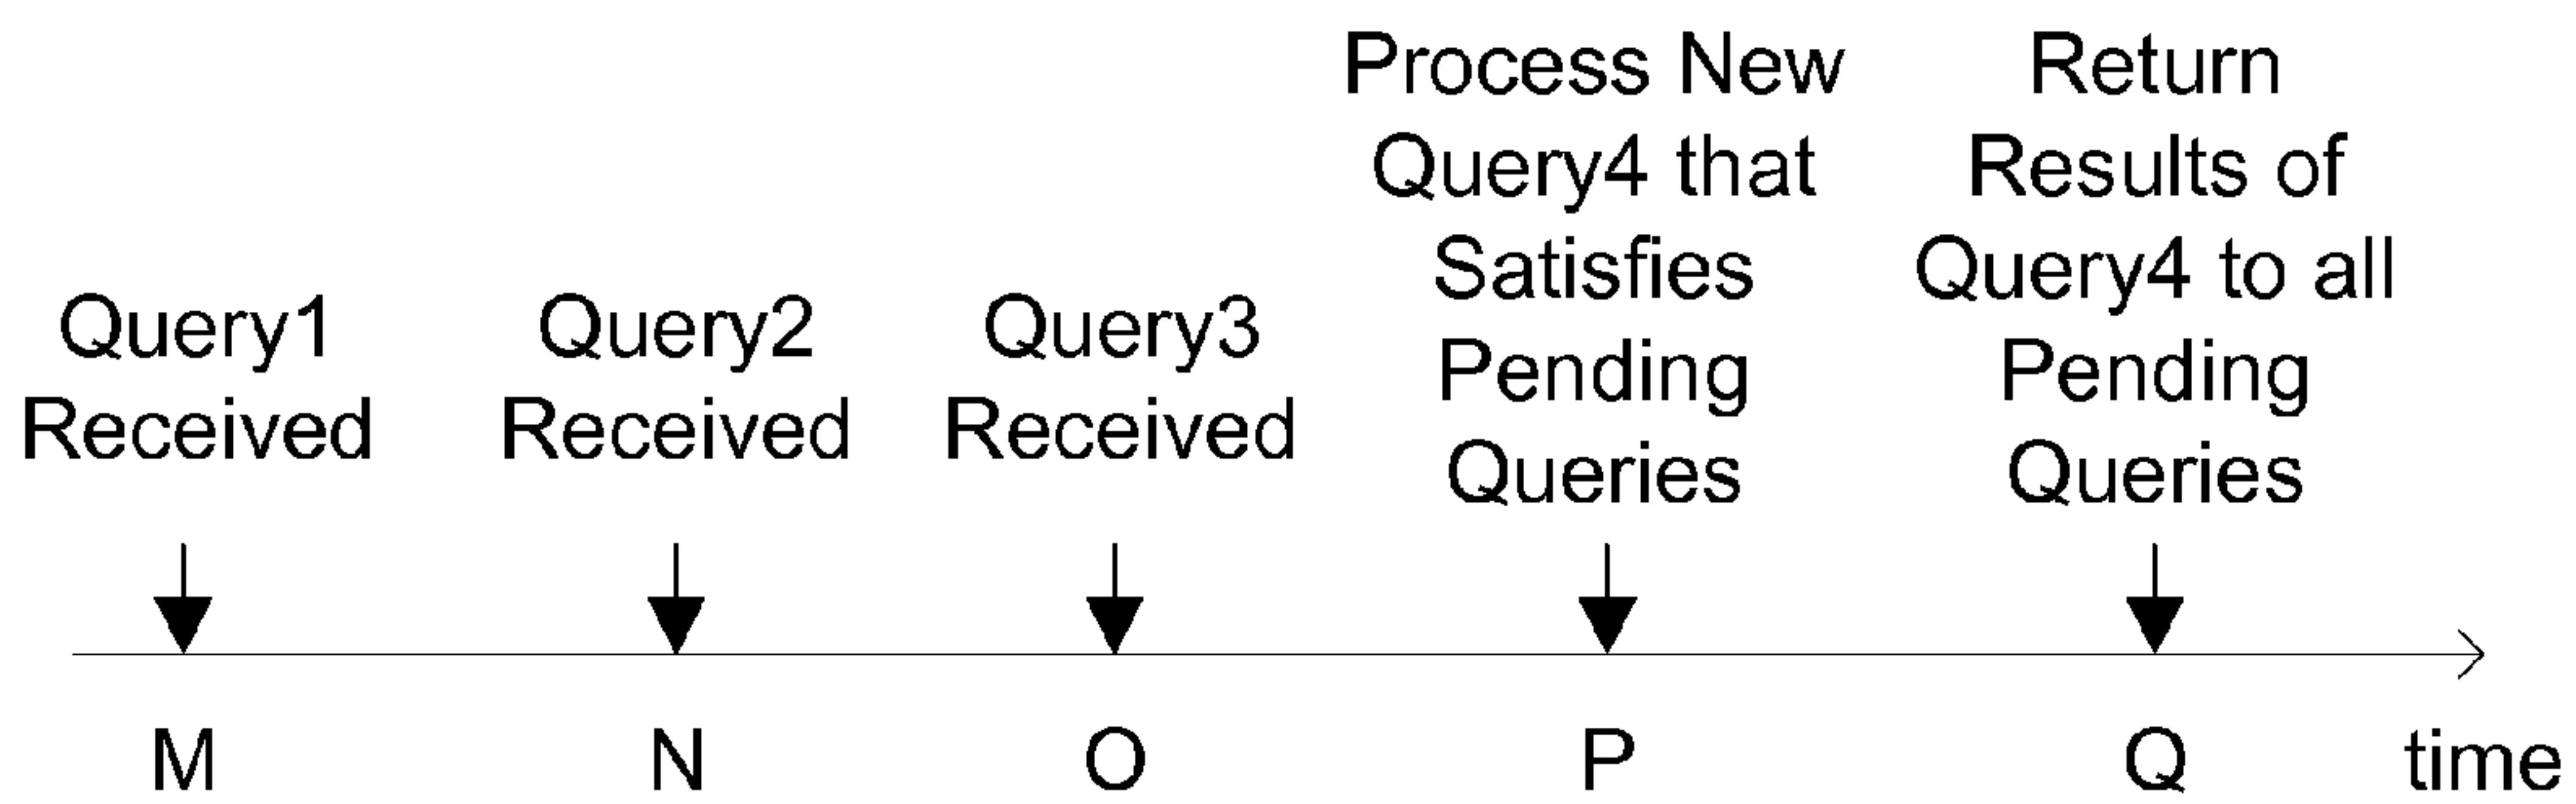 Query1
Received
Query2
Received
Query3
Received
Process New
Query4 that
Satisfies
Pending
Queries
Return
Results of
Query4 to all
Pending
Queries
M
N
O
P
Q
time